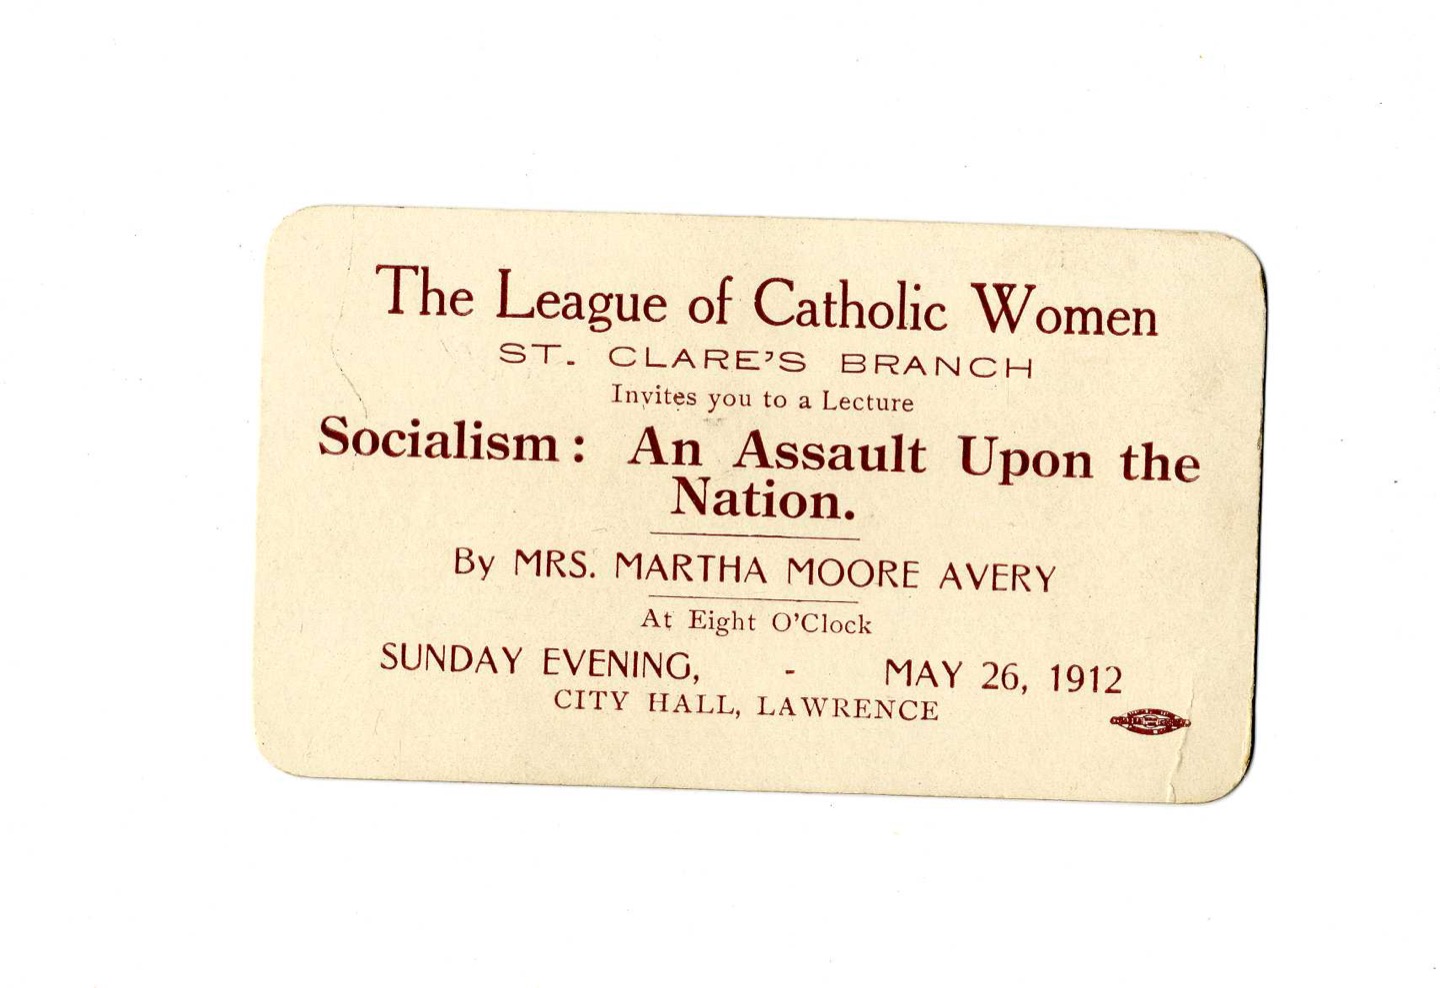 The League of Catholic Women
ST. CLARE'S BRANCH
Invites you to a Lecture
Socialism: An Assault Upon the
Nation.
By MRS. MARTHA MOORE AVERY
At Eight O'Clock
SUNDAY EVENING, - MAY 26, 1912
CITY HALL, LAWRENCE